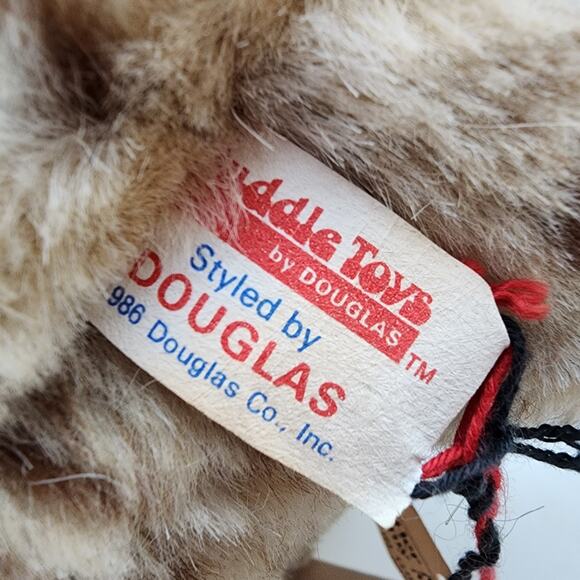 uddle Toys
by DOUGLAS ™
Styled by
DOUGLAS
986 Douglas Co., Inc.